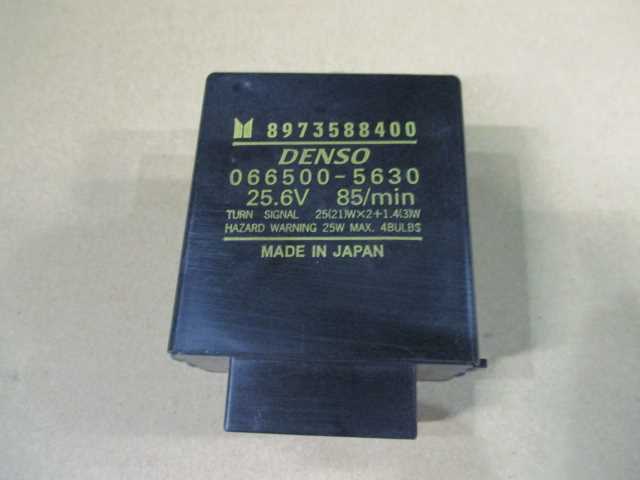 8973588400
DENSO
066500-5630
25.6V 85/min
TURN SIGNAL 25(21)W×2+1.4(3)W
HAZARD WARNING 25W MAX. 4BULBS
MADE IN JAPAN